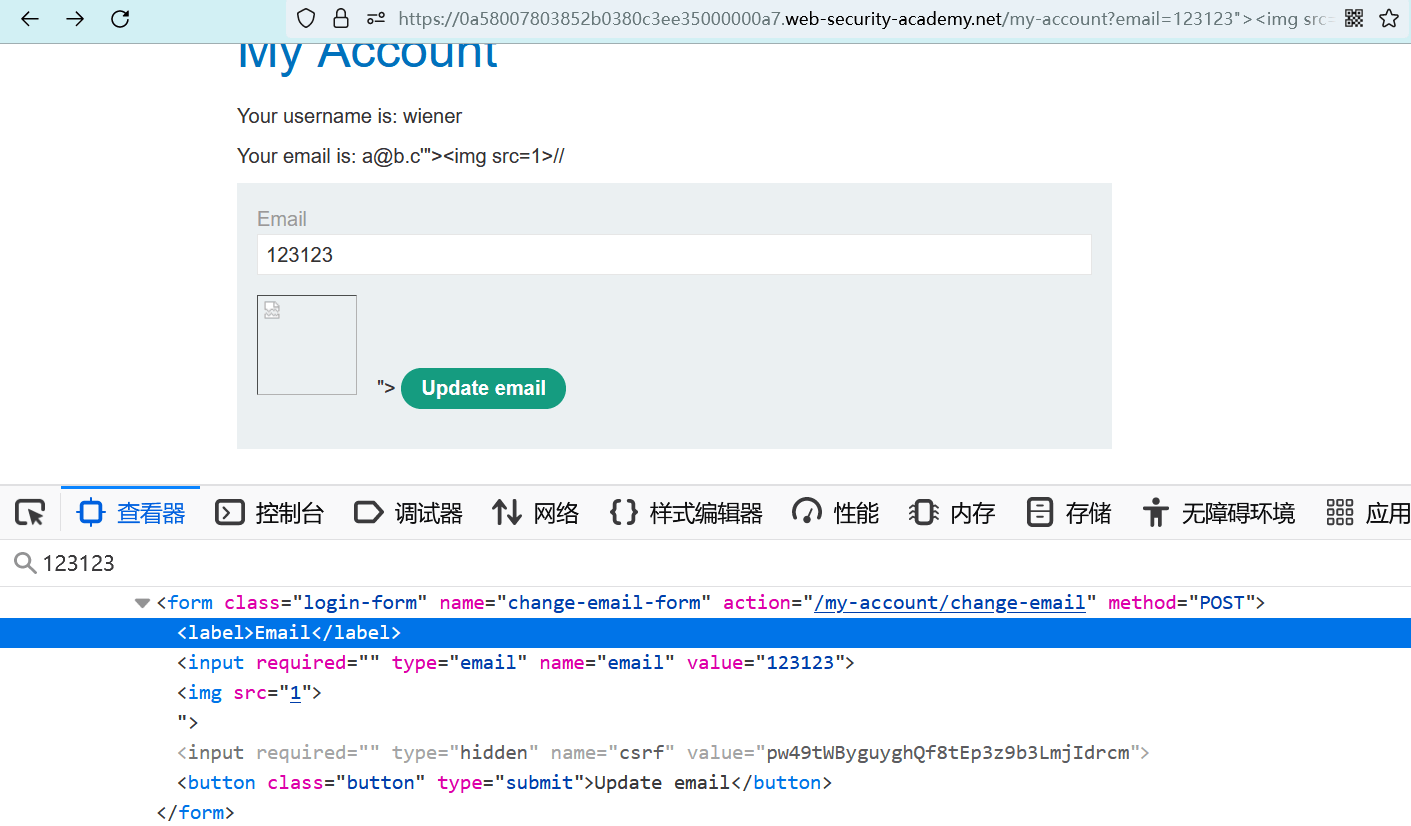 https://0a58007803852b0380c3ee35000000a7.web-security-academy.net/my-account?email=123123"><img src=
My Account
Your username is: wiener
Your email is: a@b.c'"><img src=1>//
Email
123123
"> Update email
查看器 控制台 调试器 网络 样式编辑器 性能 内存 存储 无障碍环境 应用
123123
<form class="login-form" name="change-email-form" action="/my-account/change-email" method="POST">
<label>Email</label>
<input required="" type="email" name="email" value="123123">
<img src="1">
">
<input required="" type="hidden" name="csrf" value="pw49tWByguyghQf8tEp3z9b3LmjIdrcm">
<button class="button" type="submit">Update email</button>
</form>